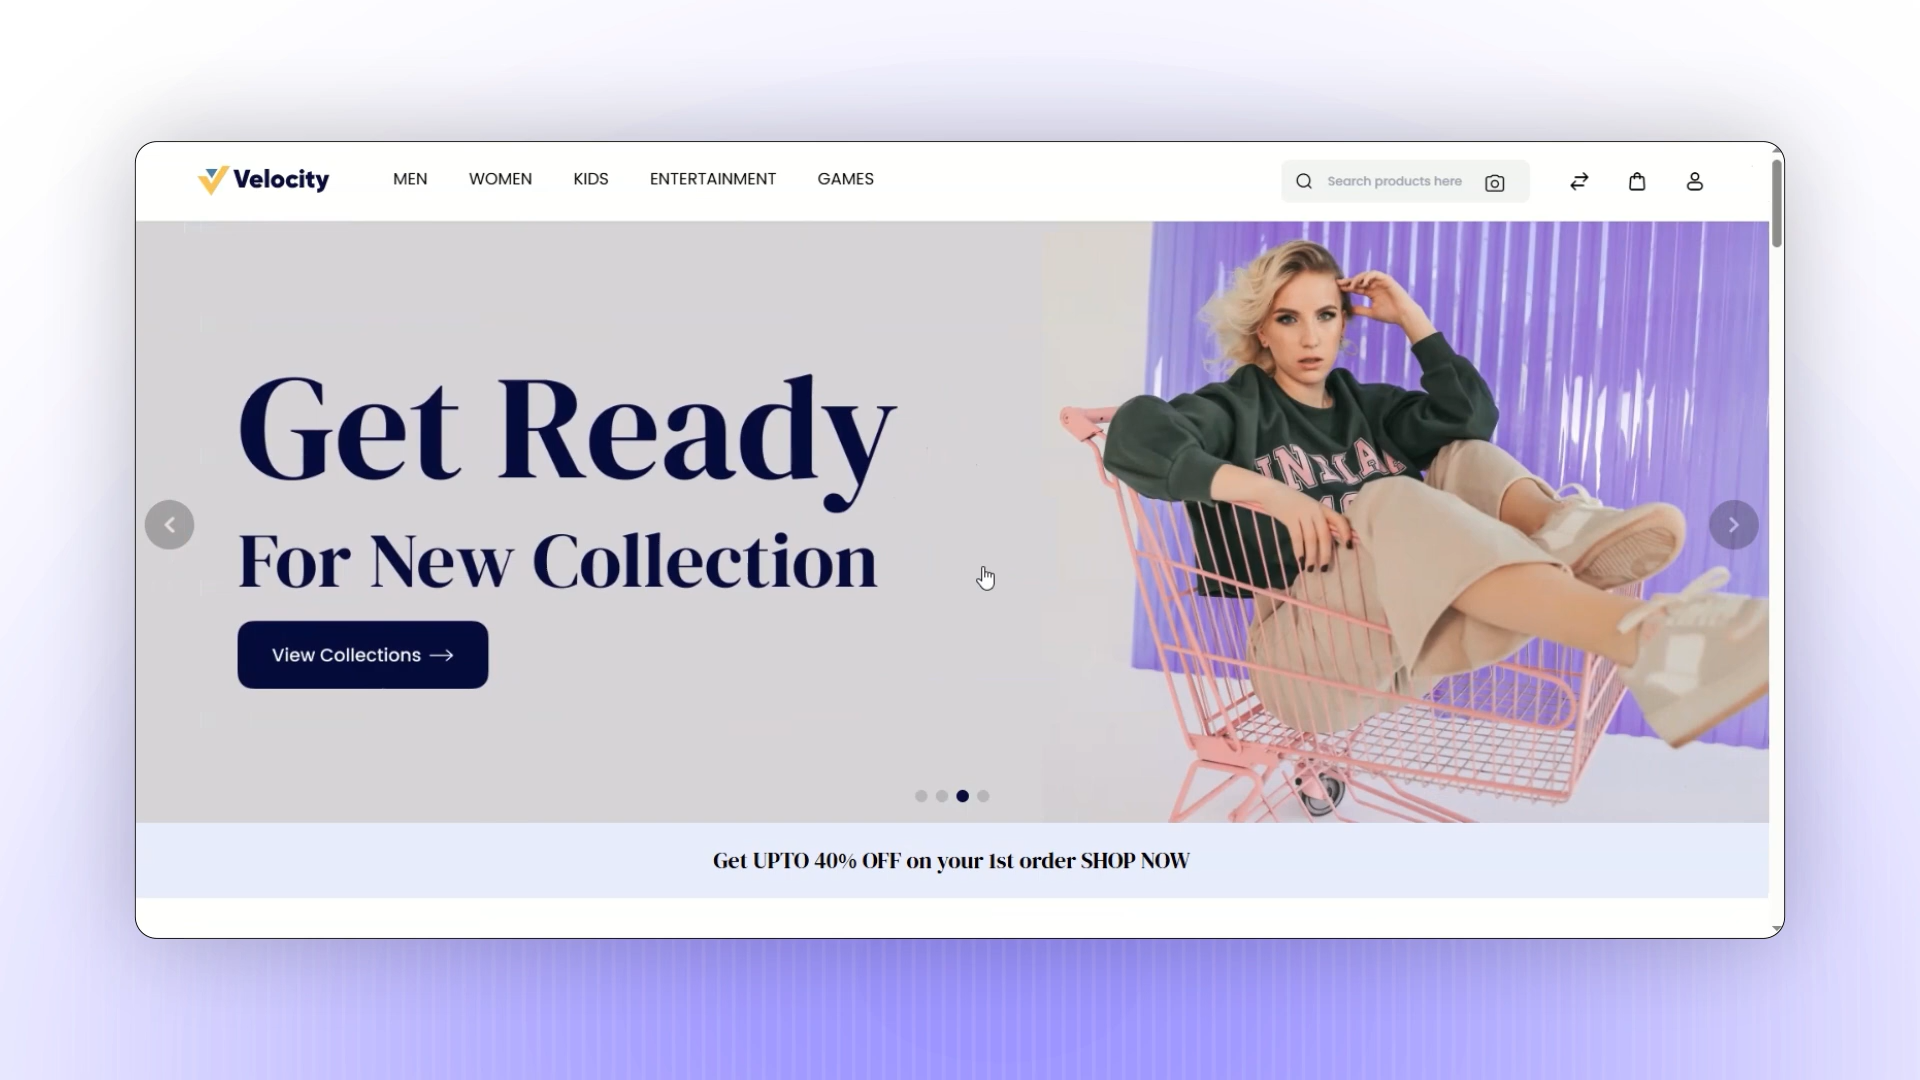 Velocity
MEN
WOMEN
KIDS
ENTERTAINMENT
GAMES
Search products here
Get Ready
For New Collection
View Collections
Get UPTO 40% OFF on your 1st order SHOP NOW